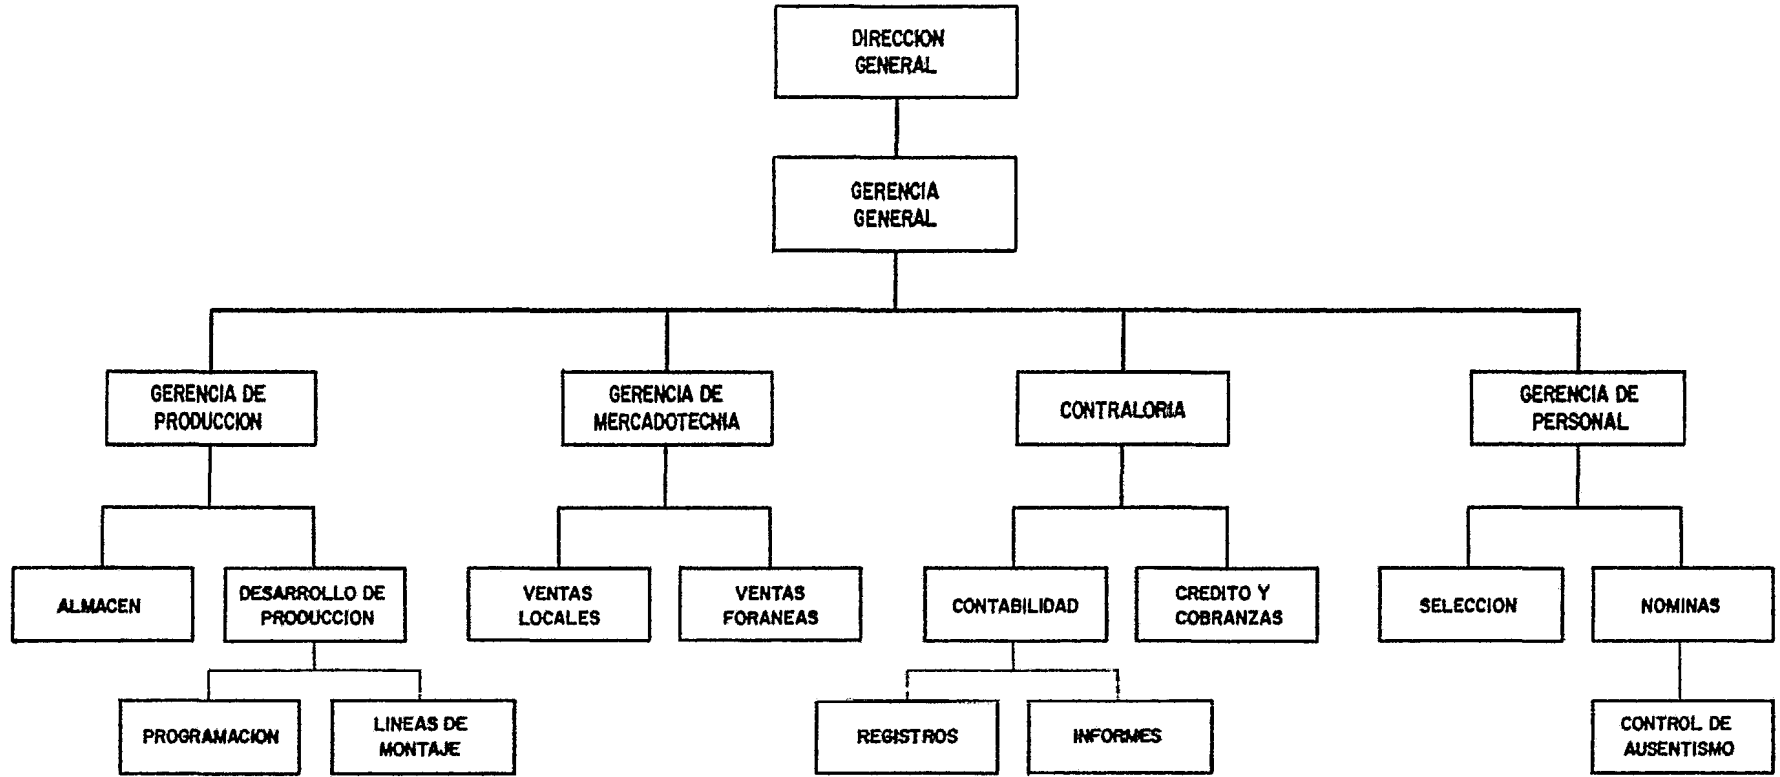 DIRECCION
GENERAL
GERENCIA
GENERAL
GERENCIA DE
PRODUCCION
GERENCIA DE
MERCADOTECNIA
CONTRALORIA
GERENCIA DE
PERSONAL
ALMACEN
DESARROLLO DE
PRODUCCION
VENTAS
LOCALES
VENTAS
FORANEAS
CONTABILIDAD
CREDITO Y
COBRANZAS
SELECCION
NOMINAS
PROGRAMACION
LINEAS DE
MONTAJE
REGISTROS
INFORMES
CONTROL DE
AUSENTISMO